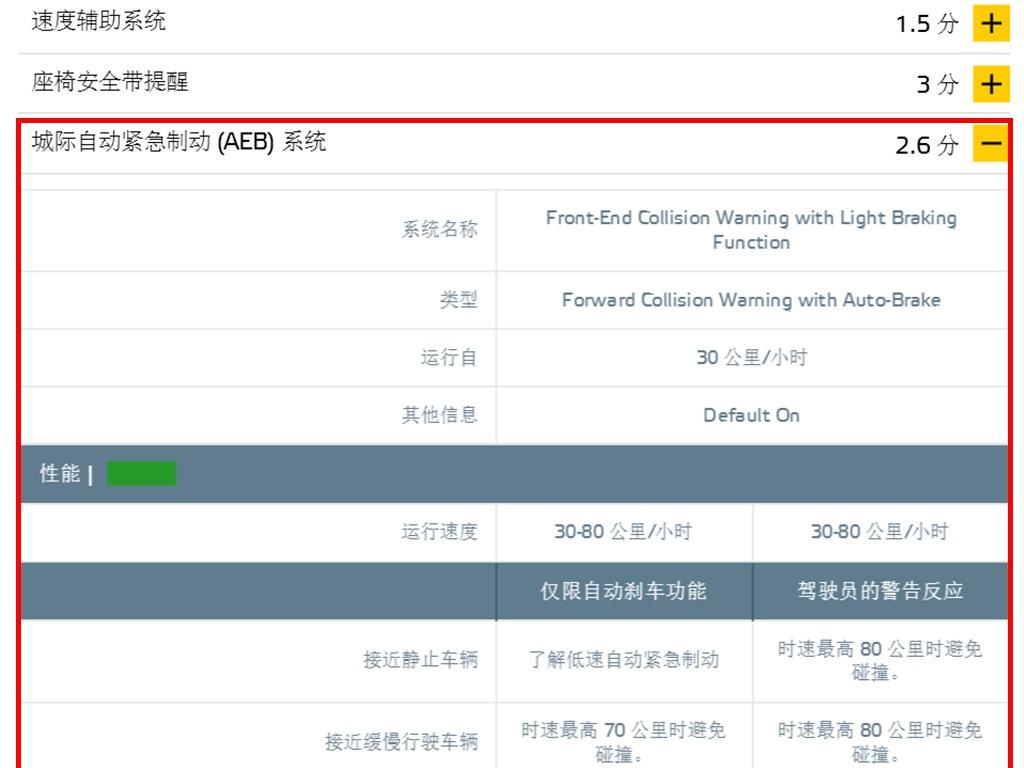 速度辅助系统 1.5 分
座椅安全带提醒 3 分
城际自动紧急制动 (AEB) 系统 2.6 分
系统名称 Front-End Collision Warning with Light Braking
Function
类型 Forward Collision Warning with Auto-Brake
运行自 30 公里/小时
其他信息 Default On
性能 |
运行速度 30-80 公里/小时 30-80 公里/小时
仅限自动刹车功能 驾驶员的警告反应
接近静止车辆 了解低速自动紧急制动 时速最高 80 公里时避免
碰撞。
接近缓慢行驶车辆 时速最高 70 公里时避免 时速最高 80 公里时避免
碰撞。 碰撞。